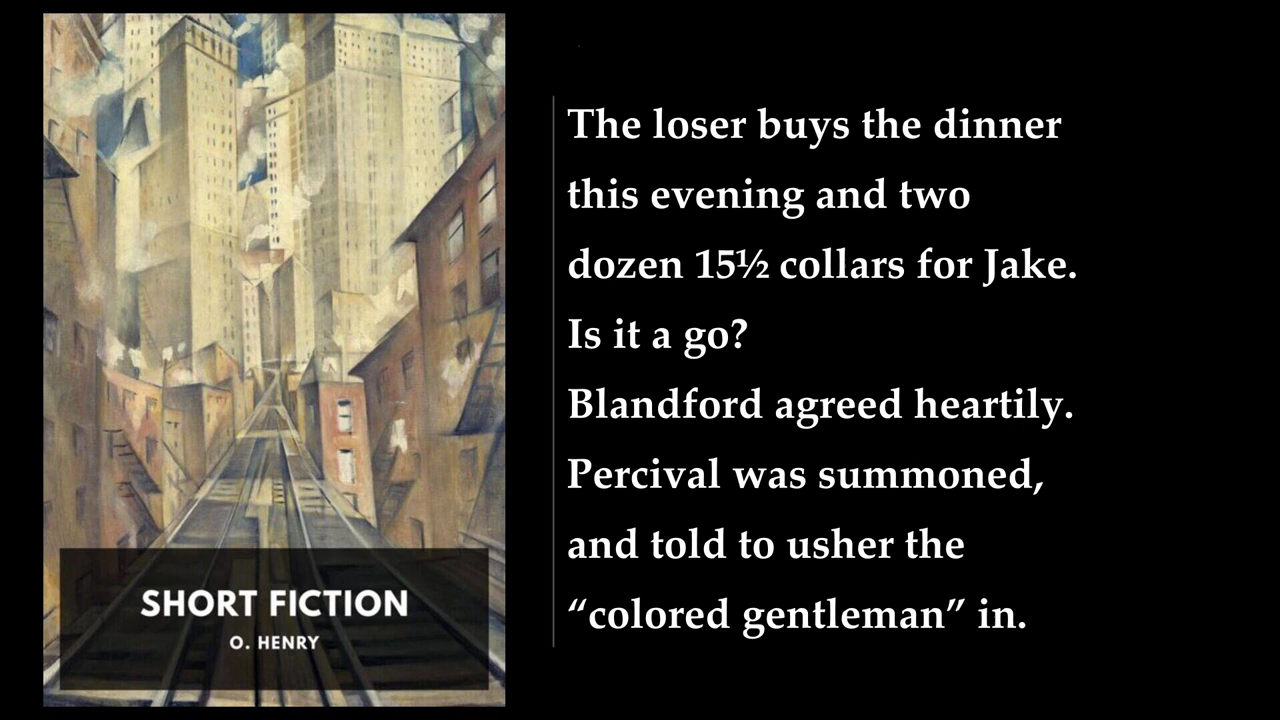 SHORT FICTION
O. HENRY
The loser buys the dinner
this evening and two
dozen 15½ collars for Jake.
Is it a go?
Blandford agreed heartily.
Percival was summoned,
and told to usher the
“colored gentleman” in.